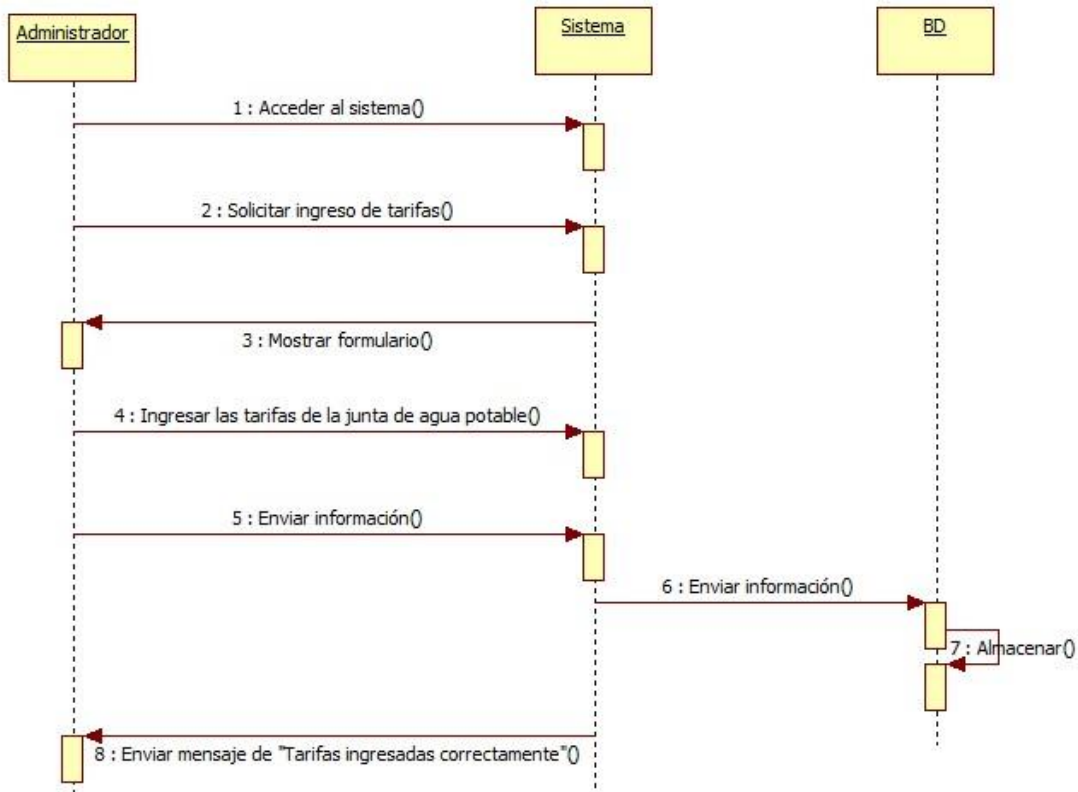 Administrador
Sistema
BD
1 : Acceder al sistema()
2 : Solicitar ingreso de tarifas()
3 : Mostrar formulario()
4 : Ingresar las tarifas de la junta de agua potable()
5 : Enviar información()
6 : Enviar información()
7 : Almacenar()
8 : Enviar mensaje de "Tarifas ingresadas correctamente"()